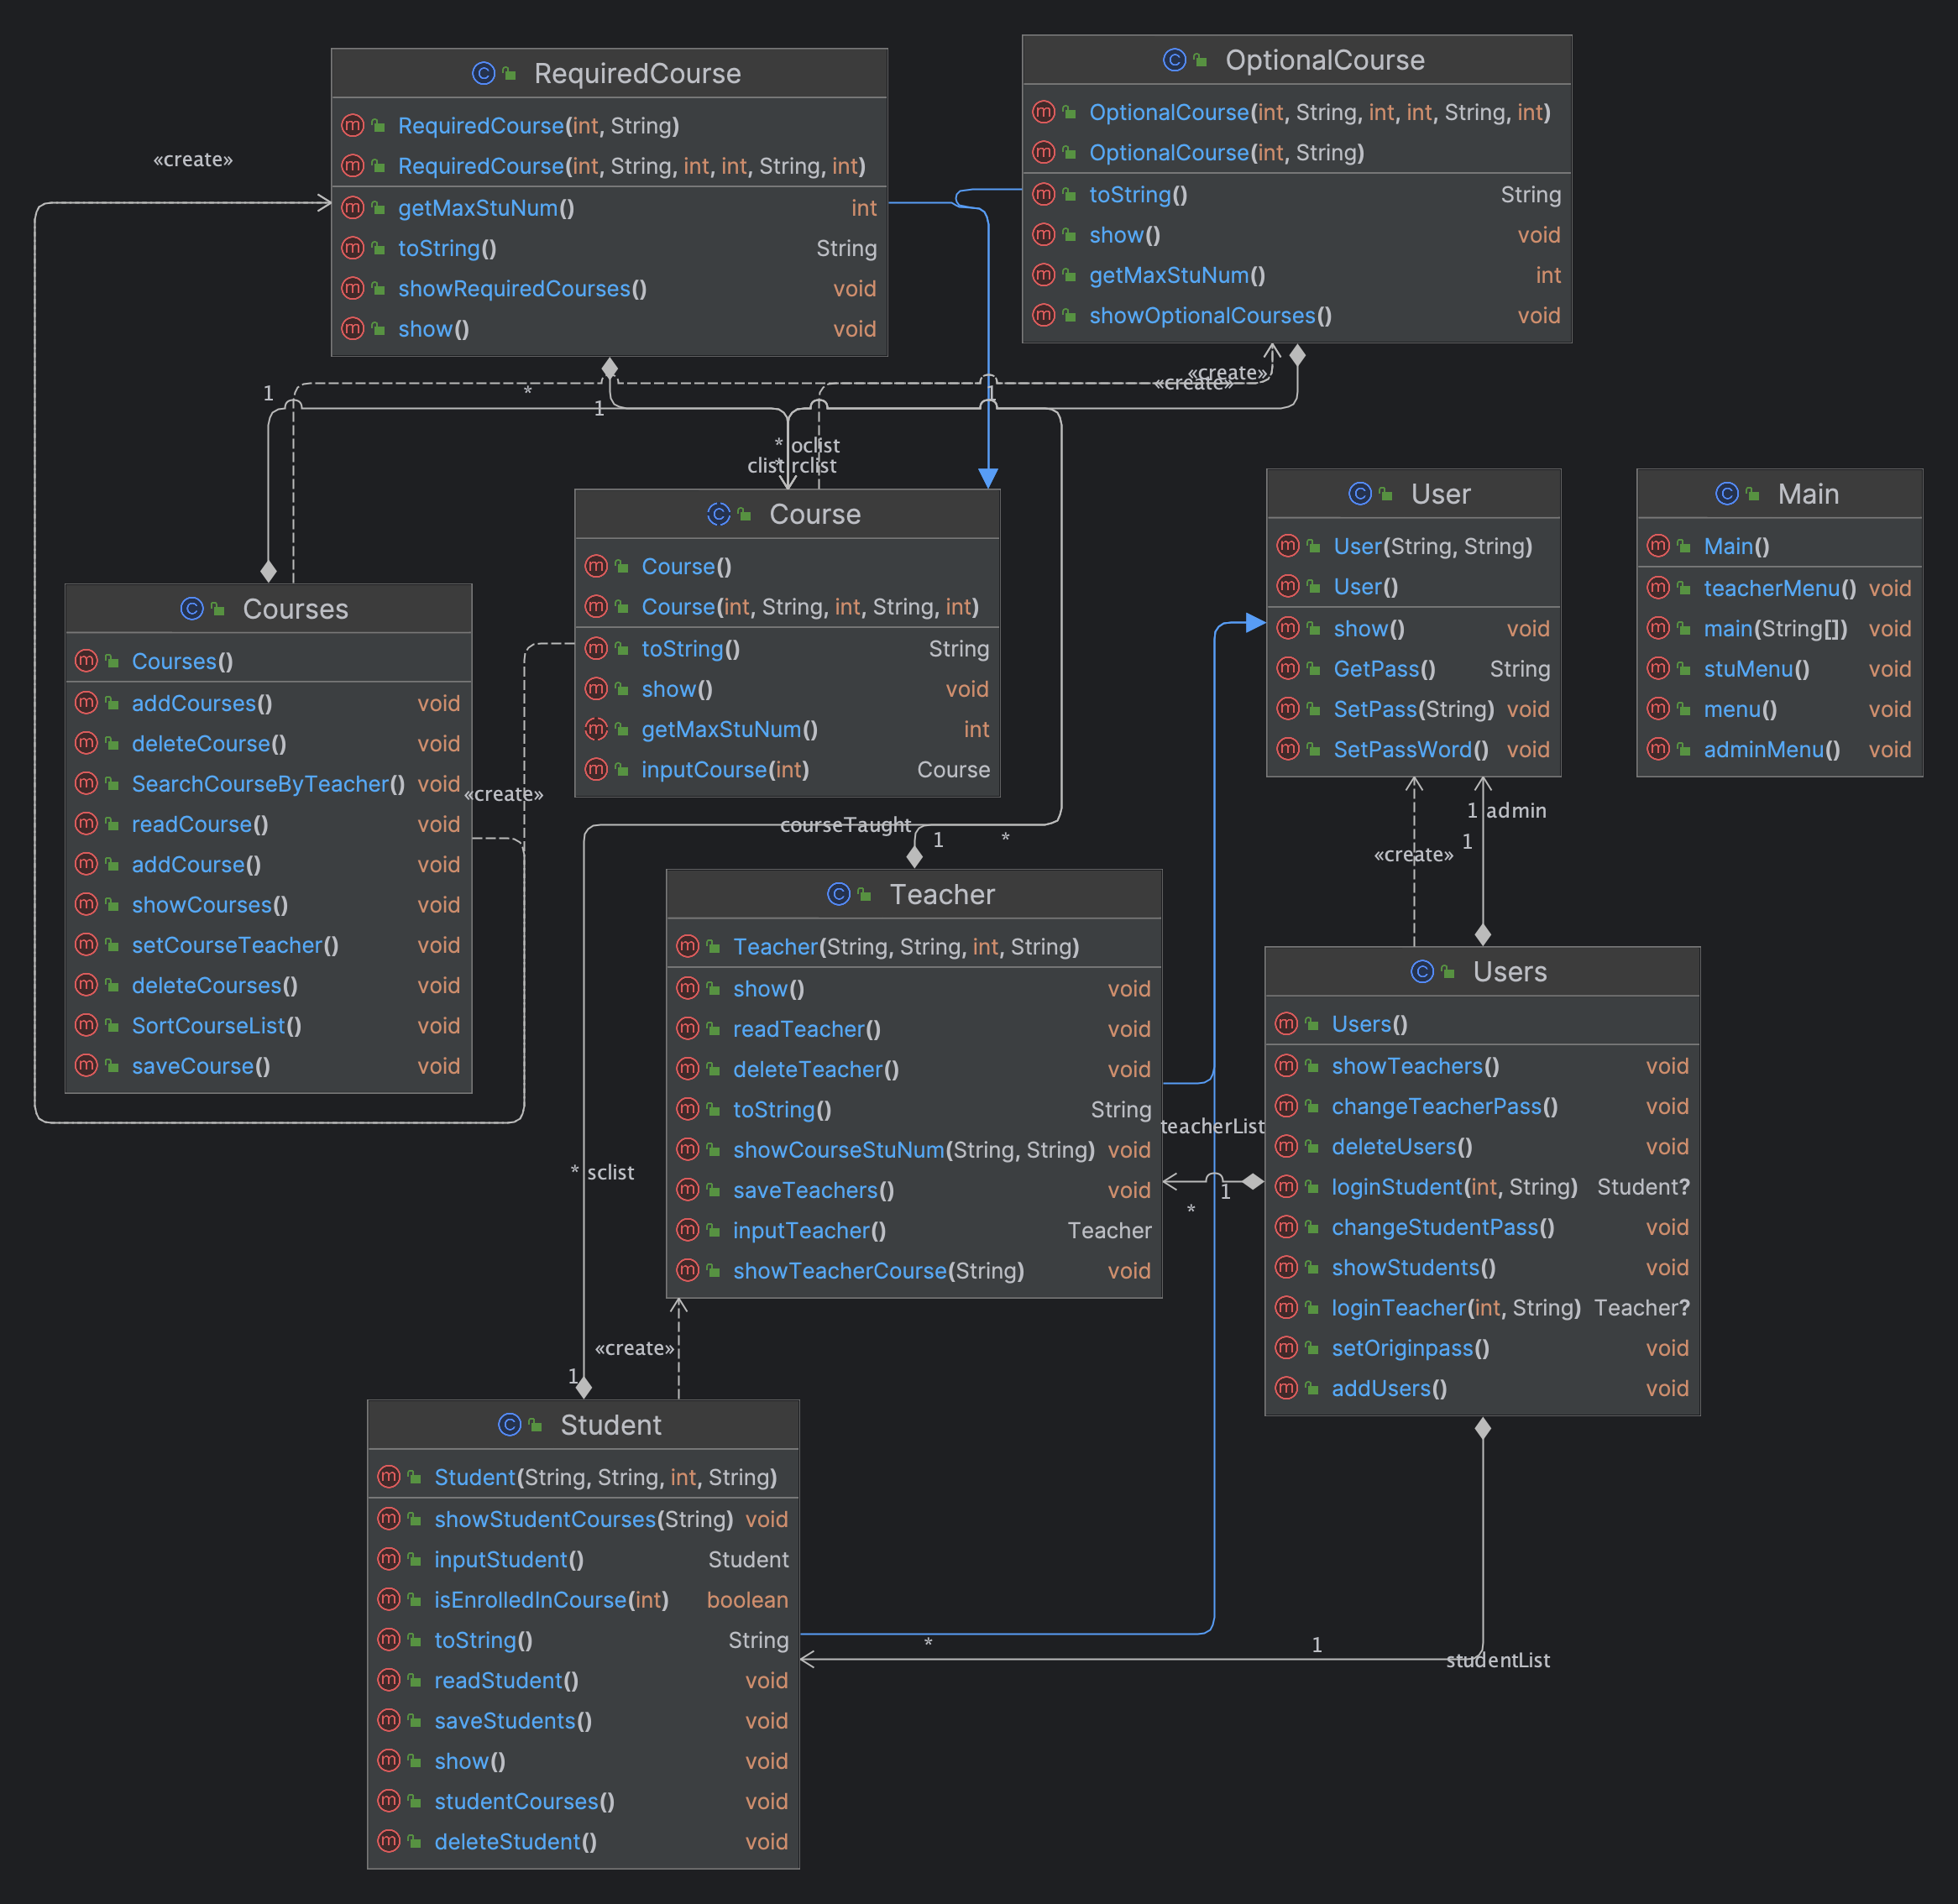 RequiredCourse
RequiredCourse(int, String)
RequiredCourse(int, String, int, int, String, int)
getMaxStuNum() int
toString() String
showRequiredCourses() void
show() void
OptionalCourse
OptionalCourse(int, String, int, int, String, int)
OptionalCourse(int, String)
toString() String
show() void
getMaxStuNum() int
showOptionalCourses() void
«create»
«create»
«create»
1
*
1
1
* oclist
*
clist rclist
Course
Course()
Course(int, String, int, String, int)
toString() String
show() void
getMaxStuNum() int
inputCourse(int) Course
User
User(String, String)
User()
show() void
GetPass() String
SetPass(String) void
SetPassWord() void
Main
Main()
teacherMenu() void
main(String[]) void
stuMenu() void
menu() void
adminMenu() void
Courses
Courses()
addCourses() void
deleteCourse() void
SearchCourseByTeacher() void
readCourse() void
addCourse() void
showCourses() void
setCourseTeacher() void
deleteCourses() void
SortCourseList() void
saveCourse() void
«create»
courseTaught
1
*
1 admin
1
«create»
Teacher
Teacher(String, String, int, String)
show() void
readTeacher() void
deleteTeacher() void
toString() String
showCourseStuNum(String, String) void
saveTeachers() void
inputTeacher() Teacher
showTeacherCourse(String) void
teacherList
1
*
Users
Users()
showTeachers() void
changeTeacherPass() void
deleteUsers() void
loginStudent(int, String) Student?
changeStudentPass() void
showStudents() void
loginTeacher(int, String) Teacher?
setOriginpass() void
addUsers() void
* sclist
«create»
1
Student
Student(String, String, int, String)
showStudentCourses(String) void
inputStudent() Student
isEnrolledInCourse(int) boolean
toString() String
readStudent() void
saveStudents() void
show() void
studentCourses() void
deleteStudent() void
*
1
studentList